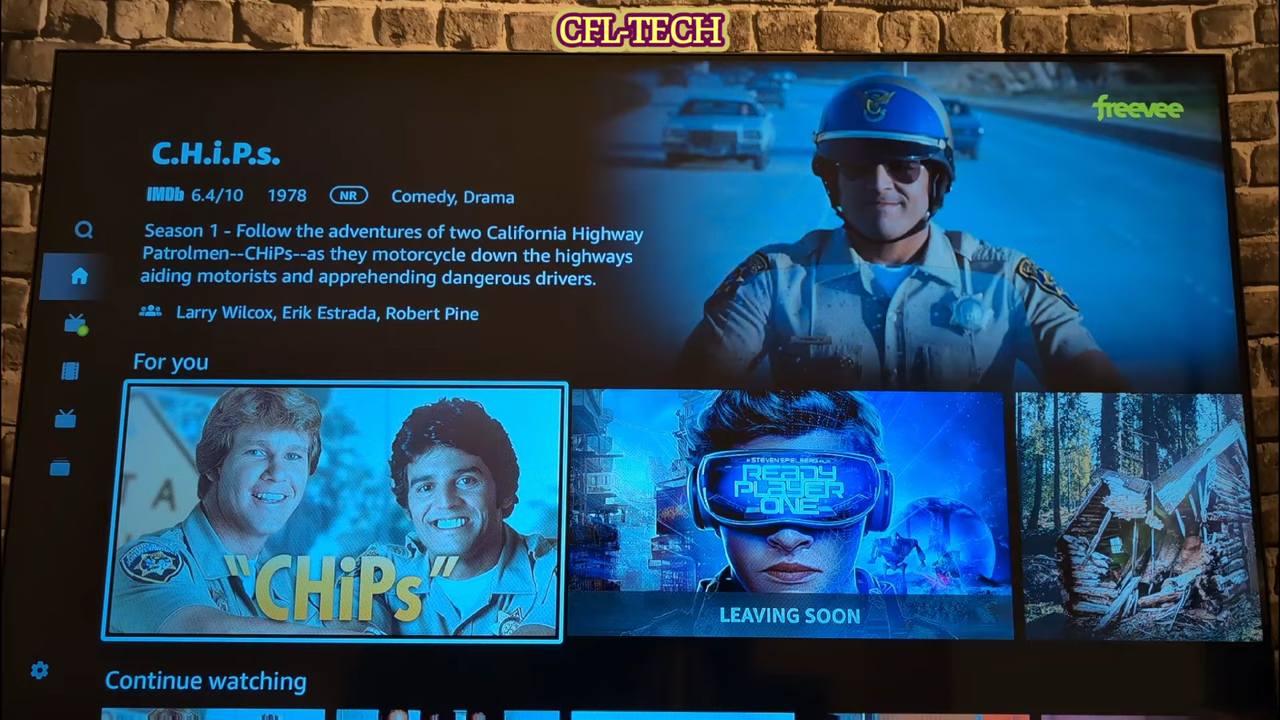 CFL-TECH
freevee
C.H.i.P.s.
IMDb 6.4/10 1978 NR Comedy, Drama
Season 1 - Follow the adventures of two California Highway
Patrolmen--CHiPs--as they motorcycle down the highways
aiding motorists and apprehending dangerous drivers.
Larry Wilcox, Erik Estrada, Robert Pine
For you
TA
"CHiPs"
READY
PLAYER
ONE
LEAVING SOON
Continue watching